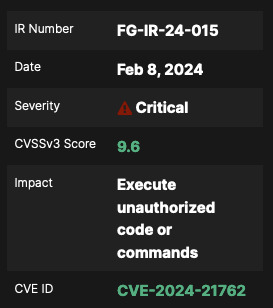 IR Number FG-IR-24-015
Date Feb 8, 2024
Severity Critical
CVSSv3 Score 9.6
Impact Execute
unauthorized
code or
commands
CVE ID CVE-2024-21762